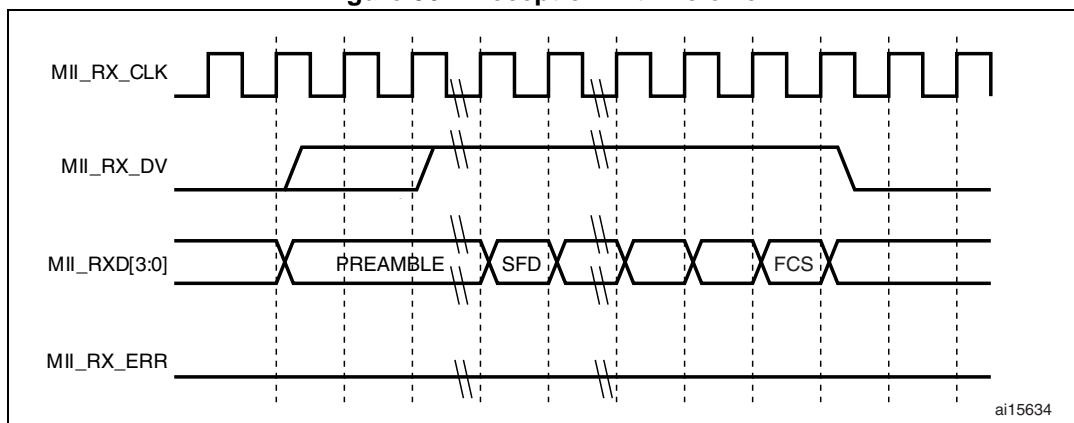 MII_RX_CLK
MII_RX_DV
MII_RXD[3:0]
PREAMBLE
SFD
FCS
MII_RX_ERR
ai15634